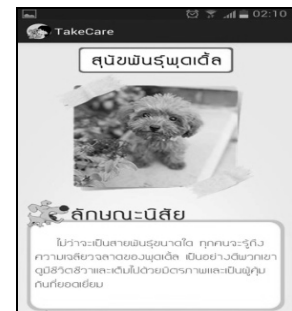 02:10
TakeCare
สุนัขพันธุ์พุดเดิ้ล
ลักษณะนิสัย
ไม่ว่าจะเป็นสายพันธุ์ขนาดใด ทุกคนจะรู้ถึง
ความเฉลียวฉลาดของพุดเดิ้ล เป็นอย่างดีพวกเขา
ดูมีชีวิตชีวาและเต็มไปด้วยมิตรภาพและเป็นผู้คุ้ม
กันที่ยอดเยี่ยม